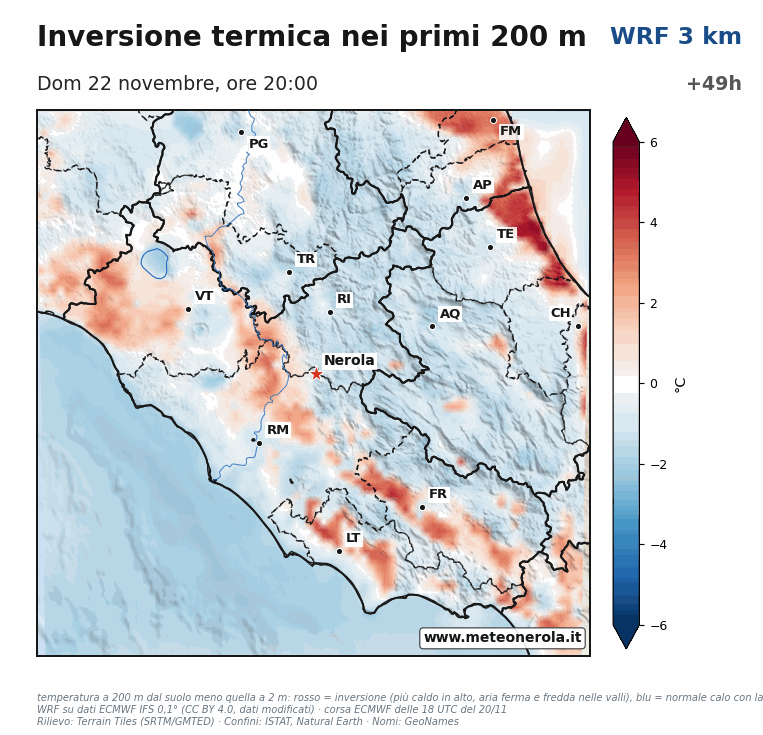 Inversione termica nei primi 200 m
WRF 3 km
Dom 22 novembre, ore 20:00
+49h
FM
PG
AP
TE
TR
VT
RI
AQ
CH
Nerola
RM
FR
LT
www.meteonerola.it
6
4
2
0
−2
−4
−6
°C
temperatura a 200 m dal suolo meno quella a 2 m: rosso = inversione (più caldo in alto, aria ferma e fredda nelle valli), blu = normale calo con la
WRF su dati ECMWF IFS 0,1° (CC BY 4.0, dati modificati) · corsa ECMWF delle 18 UTC del 20/11
Rilievo: Terrain Tiles (SRTM/GMTED) · Confini: ISTAT, Natural Earth · Nomi: GeoNames